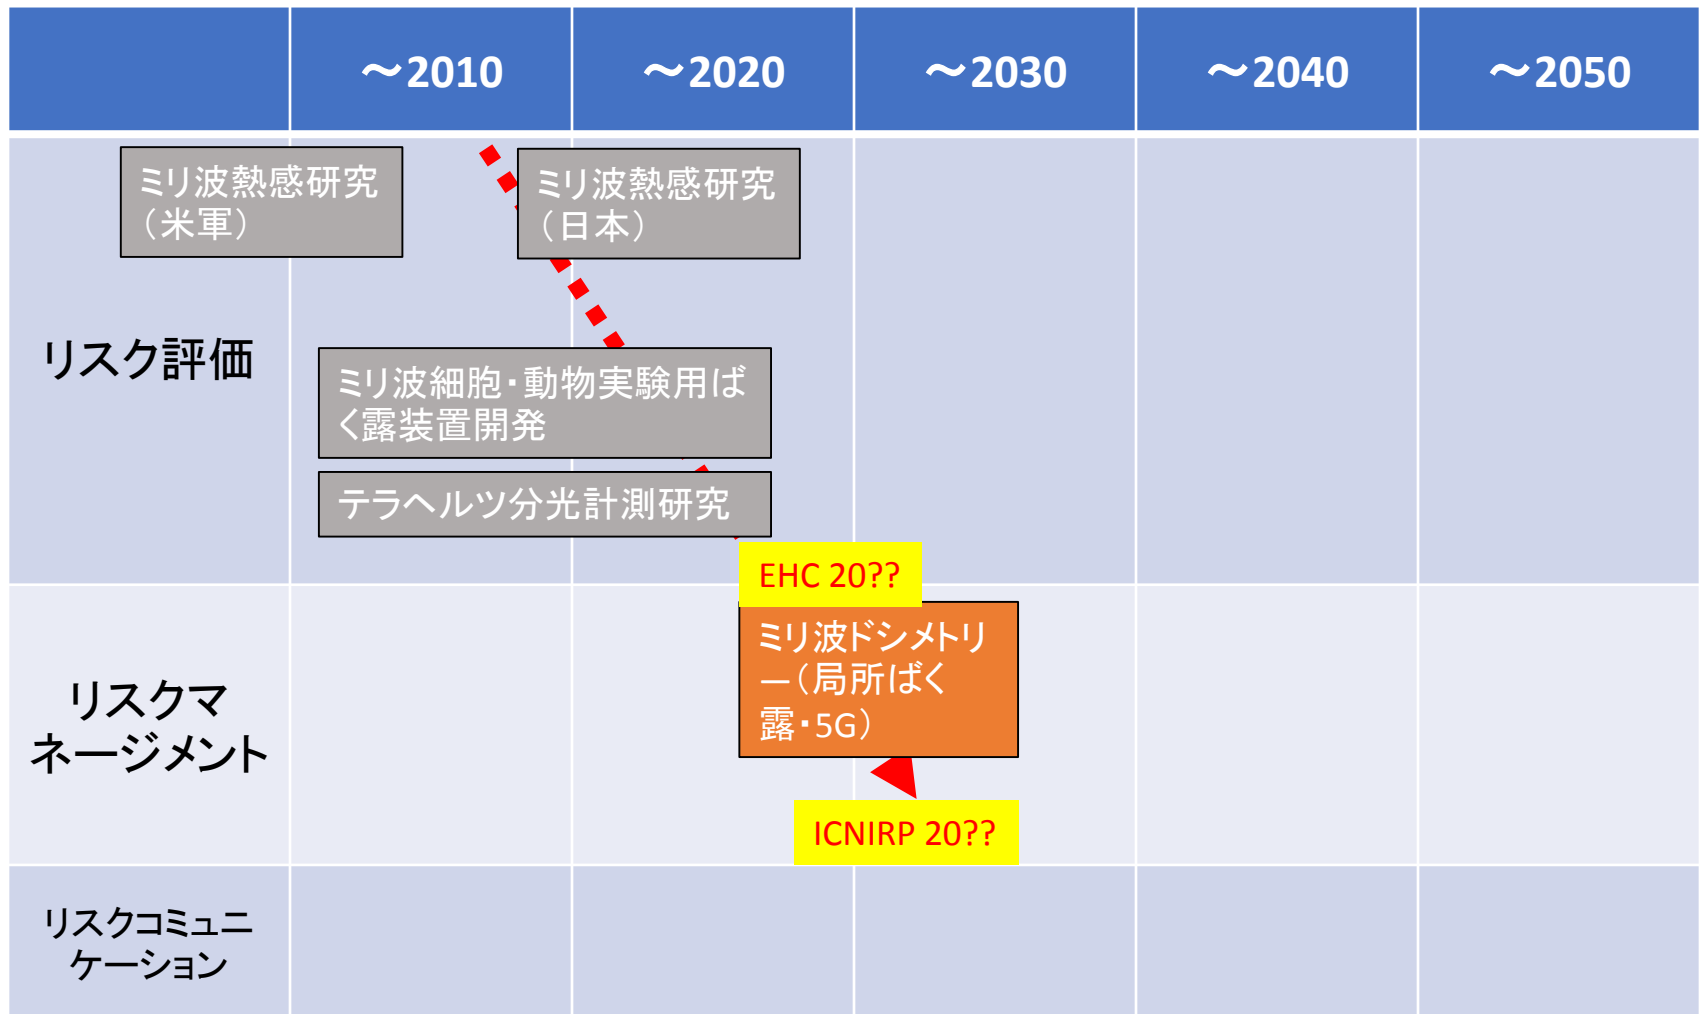 ～2010
～2020
～2030
～2040
～2050
リスク評価
ミリ波熱感研究
（米軍）
ミリ波熱感研究
（日本）
ミリ波細胞・動物実験用ば
く露装置開発
テラヘルツ分光計測研究
EHC 20??
リスクマ
ネージメント
ミリ波ドシメトリ
ー（局所ばく
露・5G）
ICNIRP 20??
リスクコミュニ
ケーション